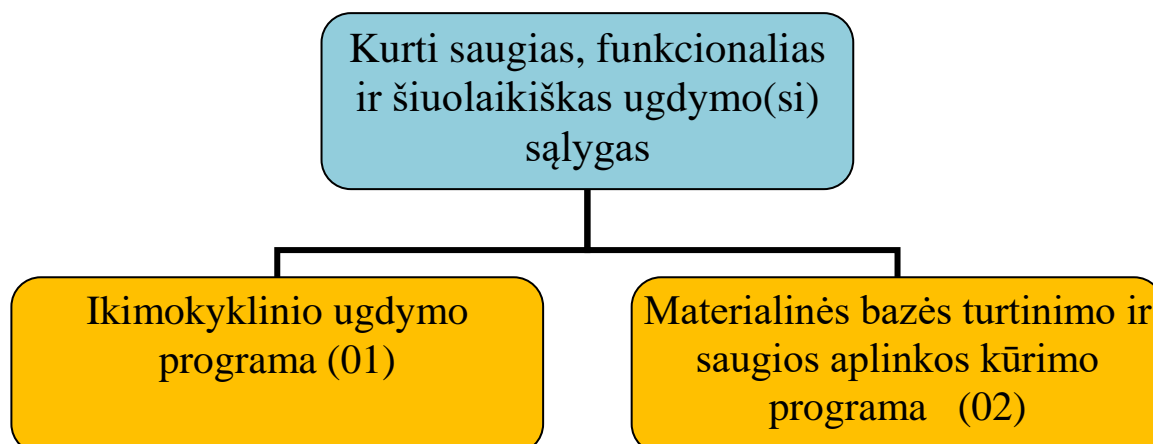 Kurti saugias, funkcionalias
ir šiuolaikiškas ugdymo(si)
sąlygas
Ikimokyklinio ugdymo
programa (01)
Materialinės bazės turtinimo ir
saugios aplinkos kūrimo
programa (02)